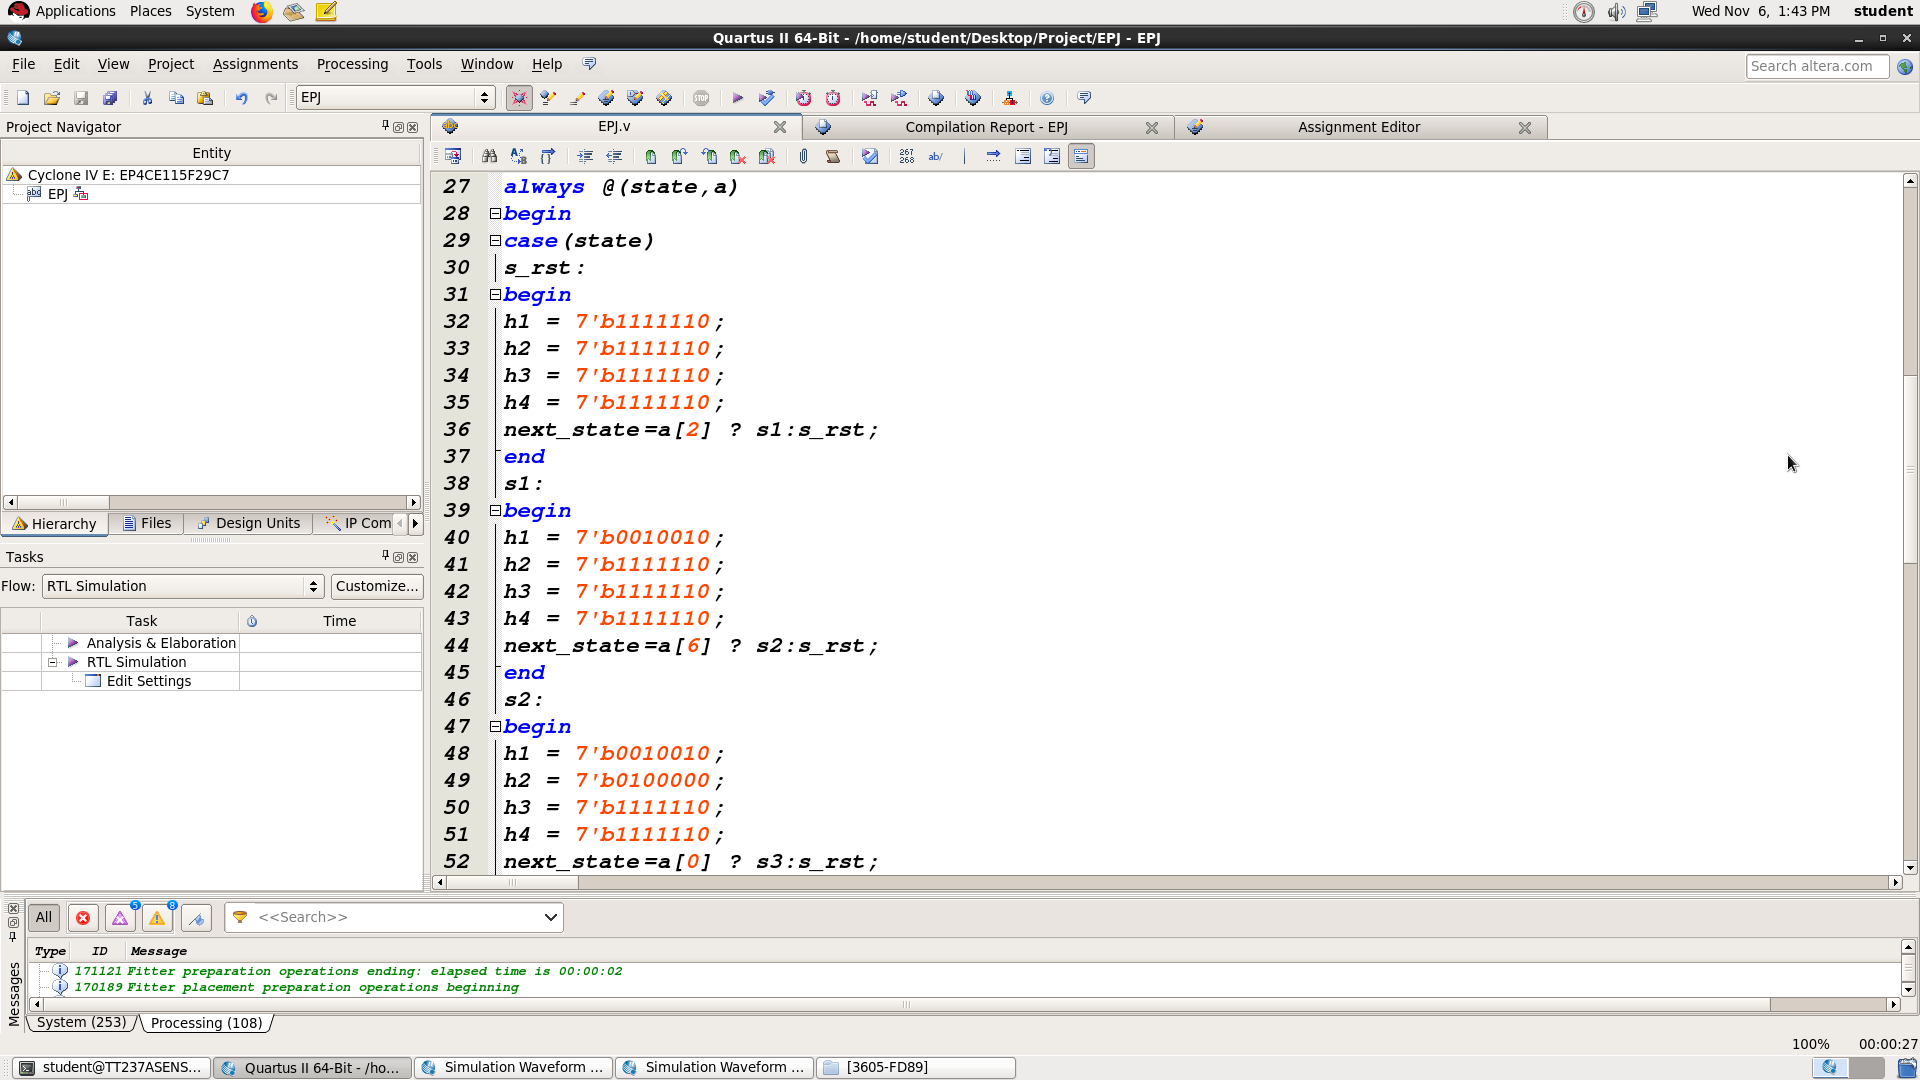 Applications Places System
Wed Nov 6, 1:43 PM student
Quartus II 64-Bit - /home/student/Desktop/Project/EPJ - EPJ
File Edit View Project Assignments Processing Tools Window Help
Search altera.com
EPJ
STOP
Project Navigator
EPJ.v
Compilation Report - EPJ
Assignment Editor
267
268
ab/
Entity
Cyclone IV E: EP4CE115F29C7
abd EPJ
Hierarchy Files Design Units IP Com
Tasks
Flow: RTL Simulation Customize...
Task Time
Analysis & Elaboration
RTL Simulation
Edit Settings
27 always @(state,a)
28 begin
29 case(state)
30 s_rst:
31 begin
32 h1 = 7'b1111110;
33 h2 = 7'b1111110;
34 h3 = 7'b1111110;
35 h4 = 7'b1111110;
36 next_state=a[2] ? s1:s_rst;
37 end
38 s1:
39 begin
40 h1 = 7'b0010010;
41 h2 = 7'b1111110;
42 h3 = 7'b1111110;
43 h4 = 7'b1111110;
44 next_state=a[6] ? s2:s_rst;
45 end
46 s2:
47 begin
48 h1 = 7'b0010010;
49 h2 = 7'b0100000;
50 h3 = 7'b1111110;
51 h4 = 7'b1111110;
52 next_state=a[0] ? s3:s_rst;
All 5 8 <<Search>>
Type ID Message
171121 Fitter preparation operations ending: elapsed time is 00:00:02
170189 Fitter placement preparation operations beginning
Messages
System (253) Processing (108)
100% 00:00:27
student@TT237ASENS...
Quartus II 64-Bit - /ho...
Simulation Waveform ...
Simulation Waveform ...
[3605-FD89]